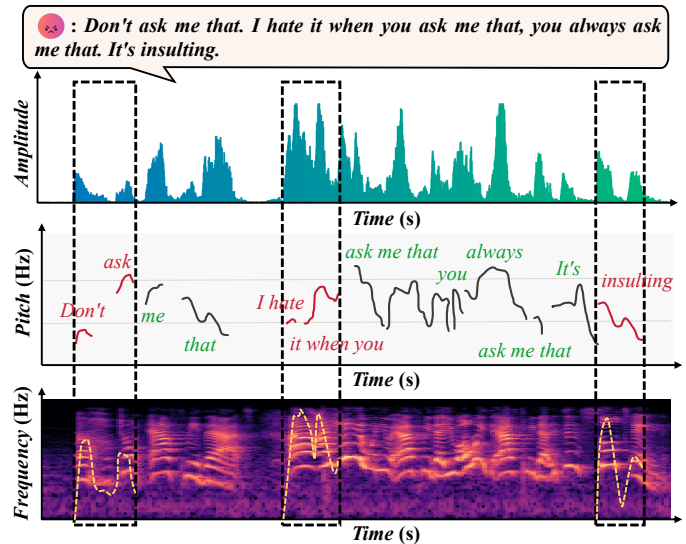 : Don't ask me that. I hate it when you ask me that, you always ask
me that. It's insulting.
Amplitude
Time (s)
Pitch (Hz)
Don't
ask
me
that
I hate
it when you
ask me that
you
always
ask me that
It's
insulting
Time (s)
Frequency (Hz)
Time (s)